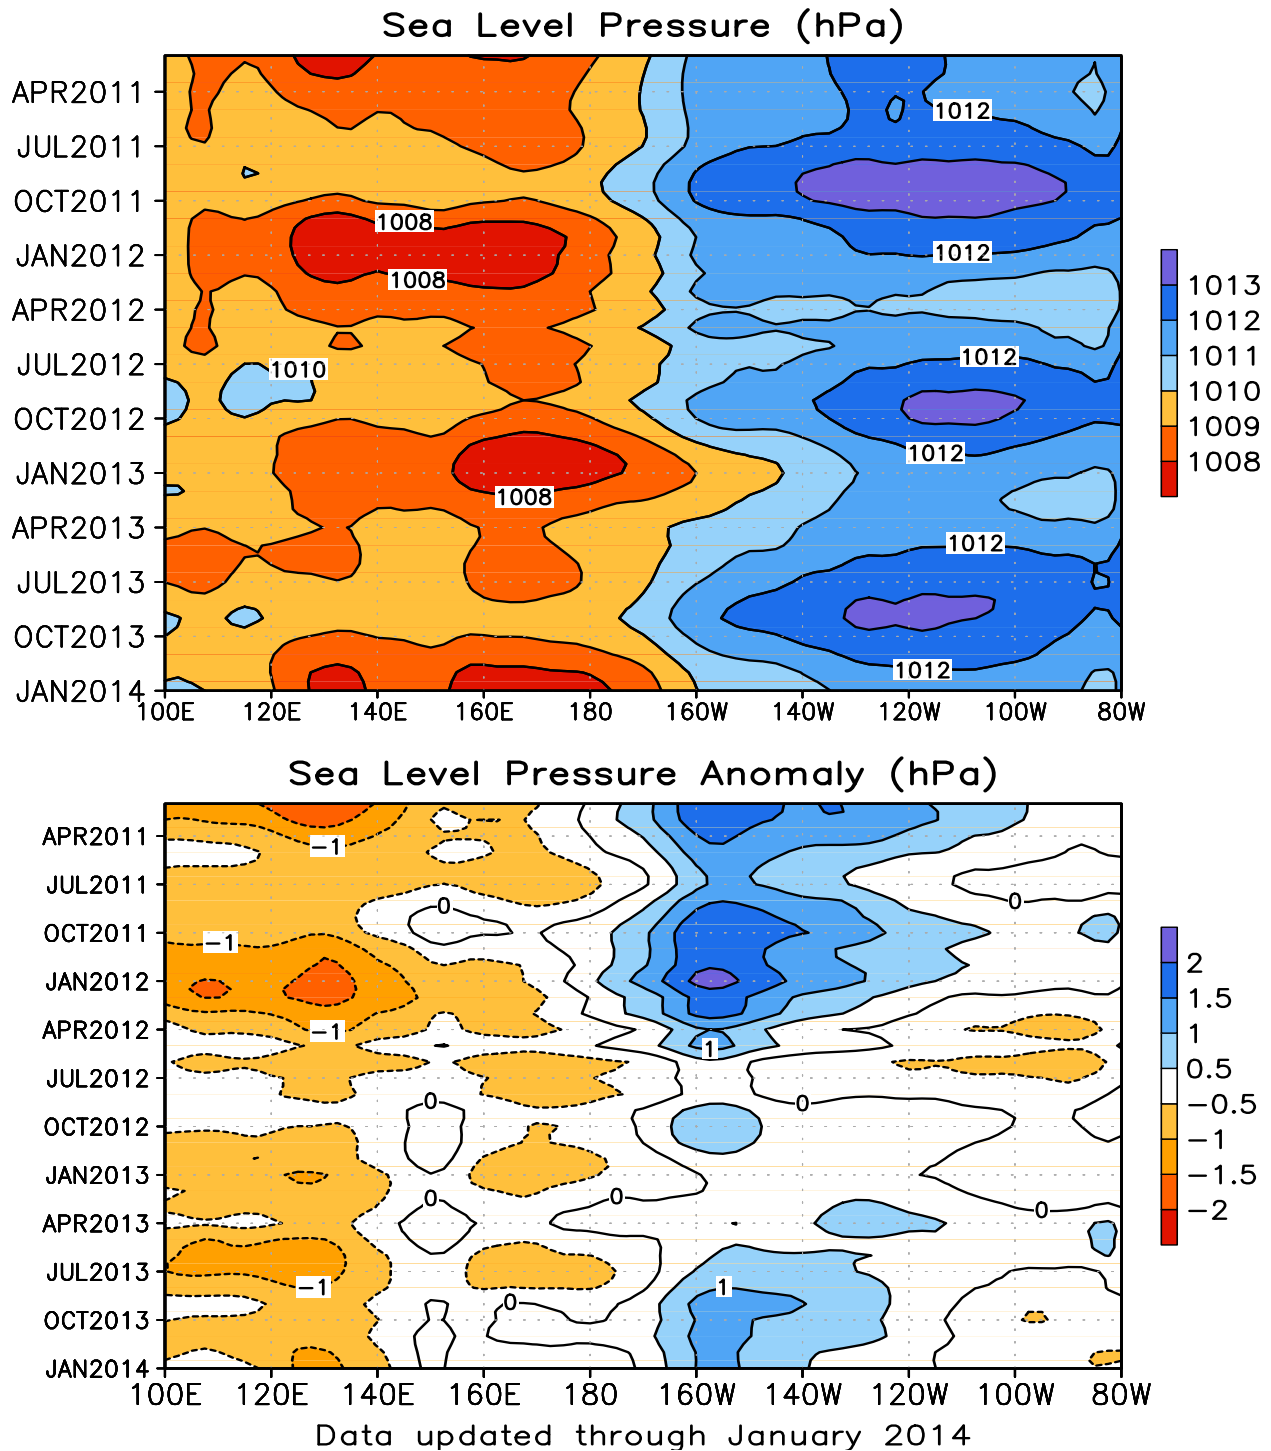 Sea Level Pressure (hPa)
APR2011
JUL2011
OCT2011
JAN2012
APR2012
JUL2012
OCT2012
JAN2013
APR2013
JUL2013
OCT2013
JAN2014
1012
1008
1012
1008
1012
1010
1012
1008
1012
1012
100E 120E 140E 160E 180 160W 140W 120W 100W 80W
1013
1012
1011
1010
1009
1008
Sea Level Pressure Anomaly (hPa)
APR2011
JUL2011
OCT2011
JAN2012
APR2012
JUL2012
OCT2012
JAN2013
APR2013
JUL2013
OCT2013
JAN2014
-1
0
0
-1
-1
1
0
0
0
0
0
-1
1
0
100E 120E 140E 160E 180 160W 140W 120W 100W 80W
2
1.5
1
0.5
-0.5
-1
-1.5
-2
Data updated through January 2014